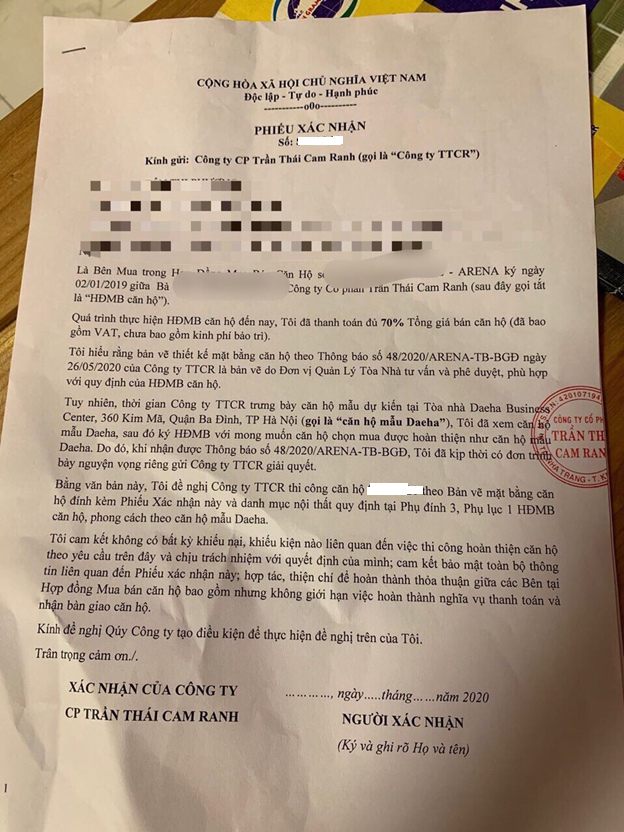 CỘNG HÒA XÃ HỘI CHỦ NGHĨA VIỆT NAM
Độc lập - Tự do - Hạnh phúc
-----------o0o----------
PHIẾU XÁC NHẬN
Số:
Kính gửi: Công ty CP Trần Thái Cam Ranh (gọi là “Công ty TTCR”)
Là Bên Mua trong Căn Hộ số - ARENA ký ngày
02/01/2019 giữa Bà Công ty Cổ phần Trần Thái Cam Ranh (sau đây gọi tắt
là “HĐMB căn hộ”).
Quá trình thực hiện HĐMB căn hộ đến nay, Tôi đã thanh toán đủ 70% Tổng giá bán căn hộ (đã bao
gồm VAT, chưa bao gồm kinh phí bảo trì).
Tôi hiểu rằng bản vẽ thiết kế mặt bằng căn hộ theo Thông báo số 48/2020/ARENA-TB-BGĐ ngày
26/05/2020 của Công ty TTCR là bản vẽ do Đơn vị Quản Lý Tòa Nhà tư vấn và phê duyệt, phù hợp
với quy định của HĐMB căn hộ.
Tuy nhiên, thời gian Công ty TTCR trưng bày căn hộ mẫu dự kiến tại Tòa nhà Daeha Business
Center, 360 Kim Mã, Quận Ba Đình, TP Hà Nội (gọi là “căn hộ mẫu Daeha”), Tôi đã xem căn hộ
mẫu Daeha, sau đó ký HĐMB với mong muốn căn hộ chọn mua được hoàn thiện như căn hộ mẫu
Daeha. Do đó, khi nhận được Thông báo số 48/2020/ARENA-TB-BGĐ, Tôi đã kịp thời có đơn trình
bày nguyện vọng riêng gửi Công ty TTCR giải quyết.
CÔNG TY CỔ PH
TRẦN THÁ
CAM RANH
Bằng văn bản này, Tôi đề nghị Công ty TTCR thi công căn hộ theo Bản vẽ mặt bằng căn
hộ đính kèm Phiếu Xác nhận này và danh mục nội thất quy định tại Phụ đính 3, Phụ lục 1 HĐMB
căn hộ, phong cách theo căn hộ mẫu Daeha.
Tôi cam kết không có bất kỳ khiếu nại, khiếu kiện nào liên quan đến việc thi công hoàn thiện căn hộ
theo yêu cầu trên đây và chịu trách nhiệm với quyết định của mình; cam kết bảo mật toàn bộ thông
tin liên quan đến Phiếu xác nhận này; hợp tác, thiện chí để hoàn thành thỏa thuận giữa các Bên tại
Hợp đồng Mua bán căn hộ bao gồm nhưng không giới hạn việc hoàn thành nghĩa vụ thanh toán và
nhận bàn giao căn hộ.
Kính đề nghị Qúy Công ty tạo điều kiện để thực hiện đề nghị trên của Tôi.
Trân trọng cảm ơn./.
XÁC NHẬN CỦA CÔNG TY
CP TRẦN THÁI CAM RANH
…………, ngày…..tháng……năm 2020
NGƯỜI XÁC NHẬN
(Ký và ghi rõ Họ và tên)
1